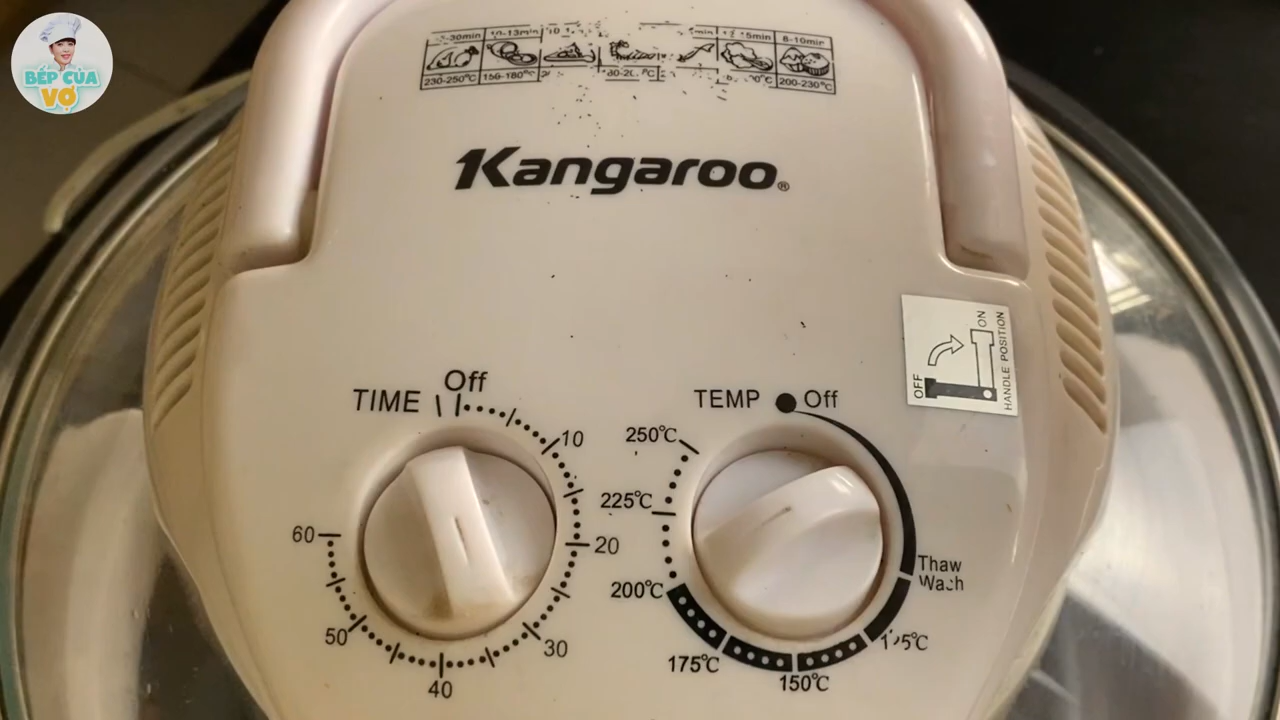 BẾP CỦA
VỢ
10-13min
8-10min
230-250℃
150-180℃
200-230℃
Kangaroo®
ON
OFF
HANDLE POSITION
TIME
Off
10
20
30
40
50
60
TEMP
Off
250℃
225℃
200℃
175℃
150℃
Thaw